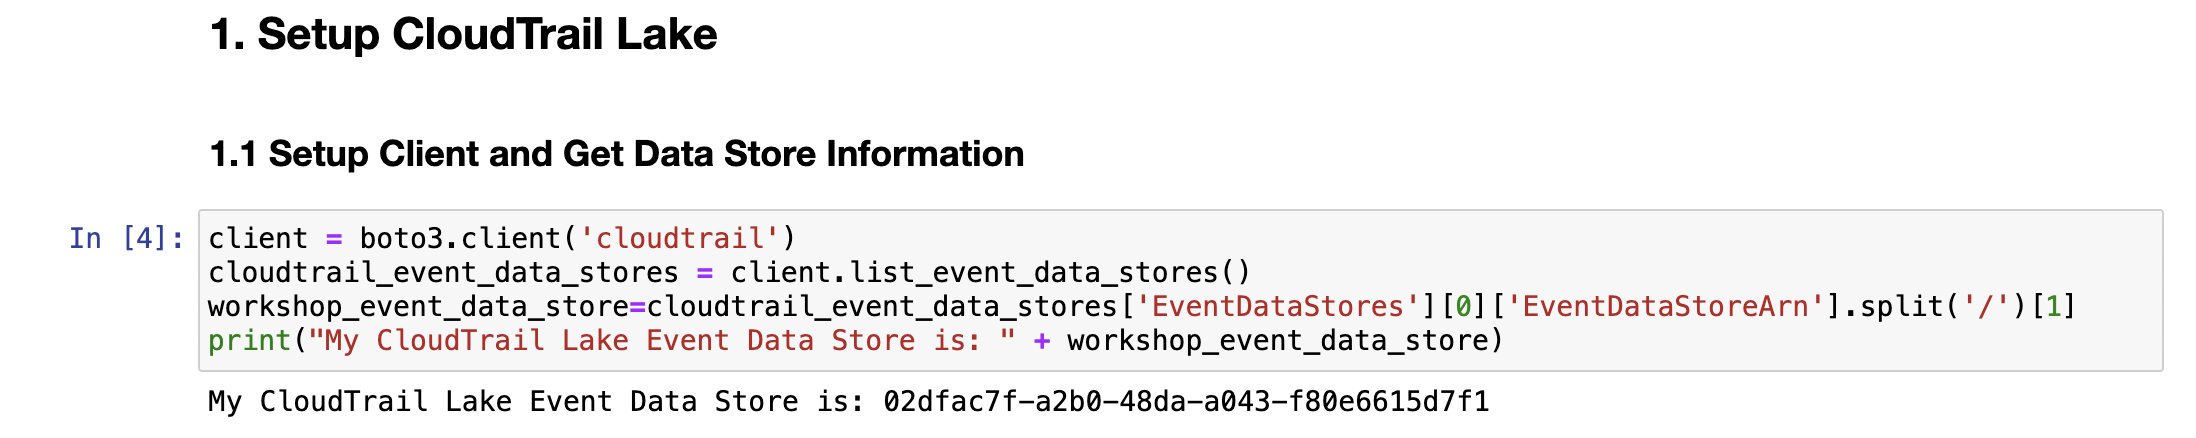 1. Setup CloudTrail Lake
1.1 Setup Client and Get Data Store Information
In [4]: client = boto3.client('cloudtrail')
cloudtrail_event_data_stores = client.list_event_data_stores()
workshop_event_data_store=cloudtrail_event_data_stores['EventDataStores'][0]['EventDataStoreArn'].split('/')[1]
print("My CloudTrail Lake Event Data Store is: " + workshop_event_data_store)
My CloudTrail Lake Event Data Store is: 02dfac7f-a2b0-48da-a043-f80e6615d7f1